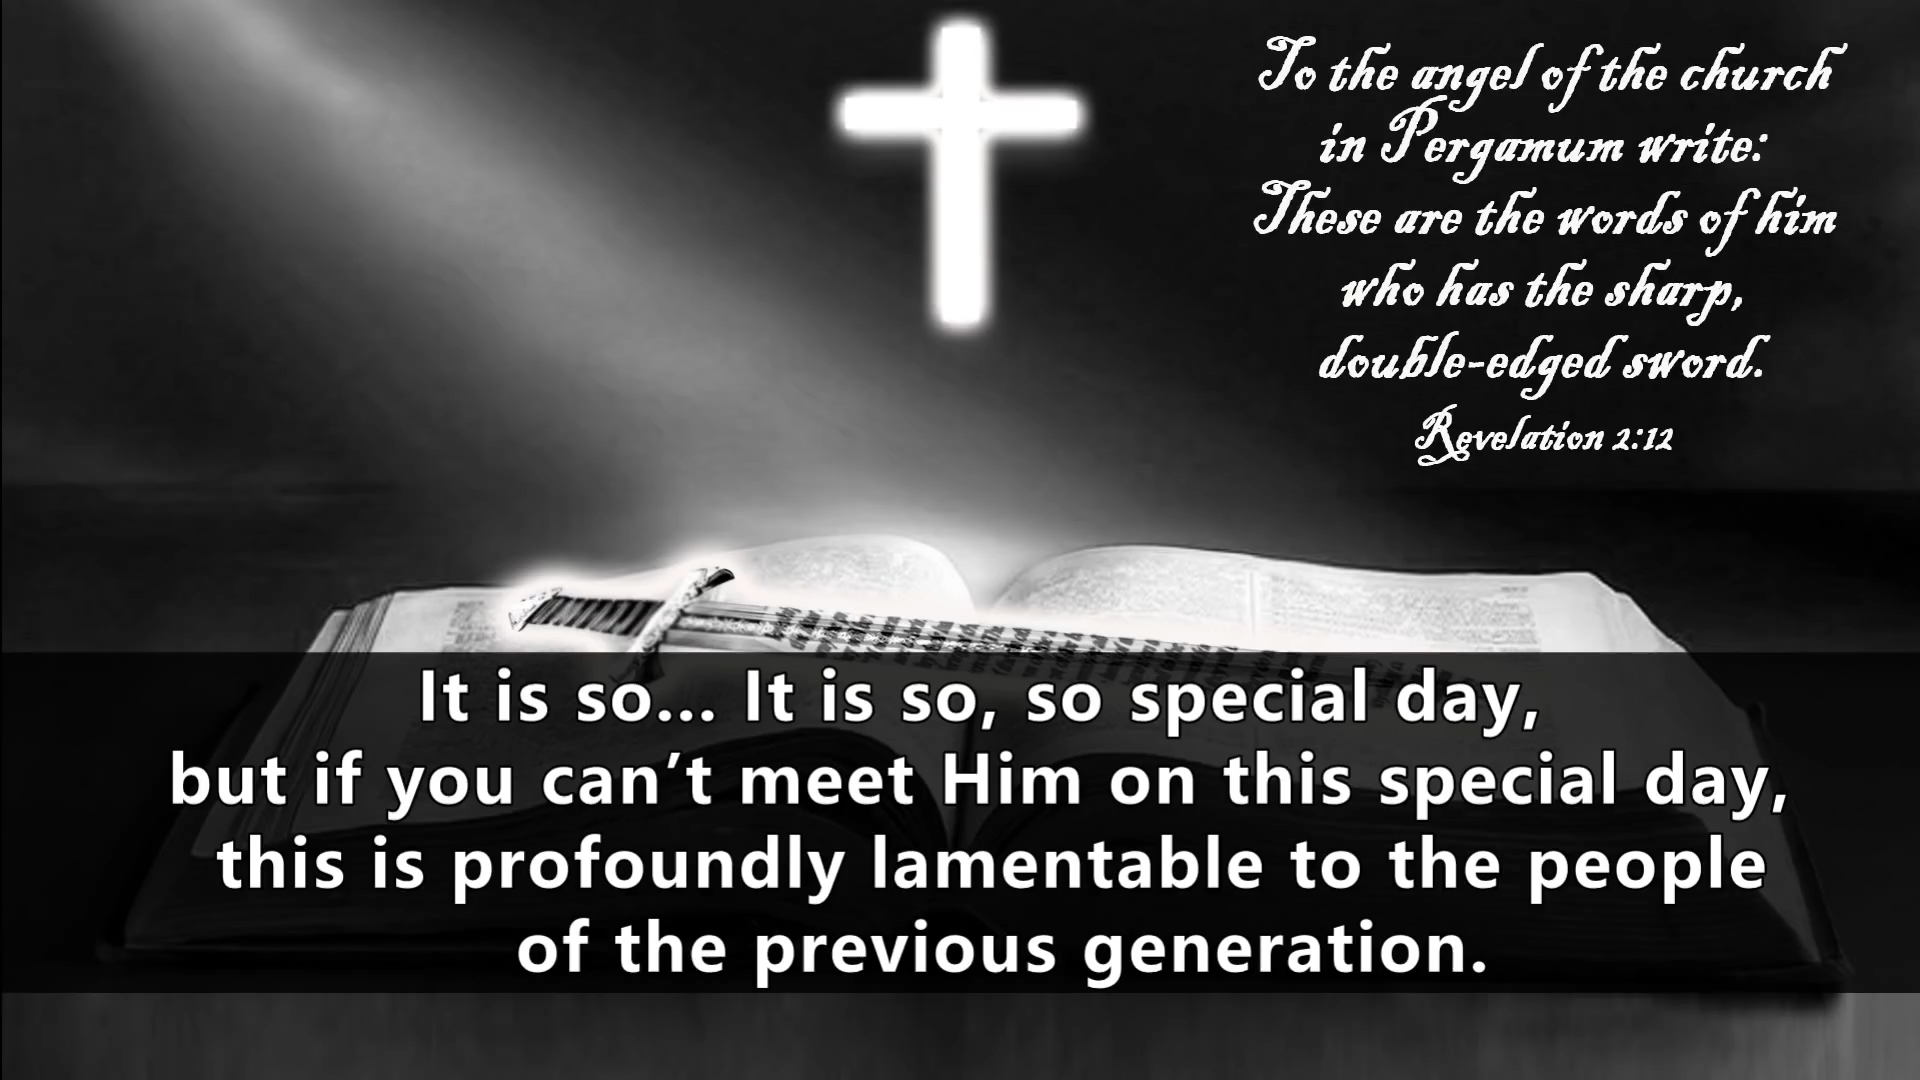 To the angel of the church
in Pergamum write:
These are the words of him
who has the sharp,
double-edged sword.
Revelation 2:12
It is so... It is so, so special day,
but if you can’t meet Him on this special day,
this is profoundly lamentable to the people
of the previous generation.